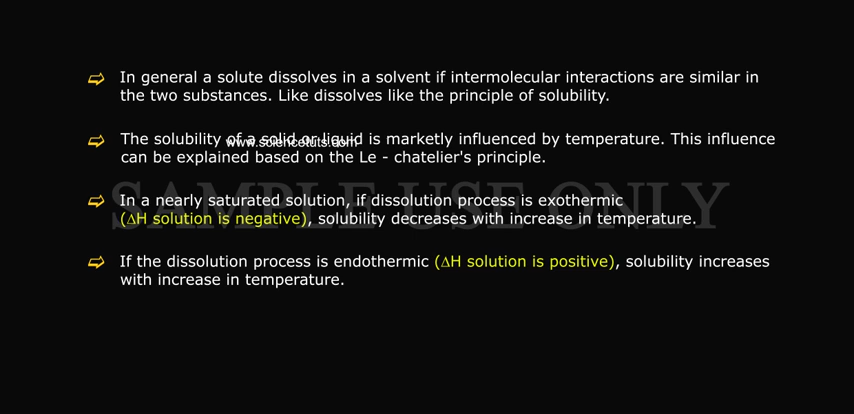 ➯ In general a solute dissolves in a solvent if intermolecular interactions are similar in
the two substances. Like dissolves like the principle of solubility.
➯ The solubility of a solid or liquid is marketly influenced by temperature. This influence
www.sciencetuts.com
can be explained based on the Le - chatelier's principle.
SAMPLE USE ONLY
➯ In a nearly saturated solution, if dissolution process is exothermic
(∆H solution is negative), solubility decreases with increase in temperature.
➯ If the dissolution process is endothermic (∆H solution is positive), solubility increases
with increase in temperature.